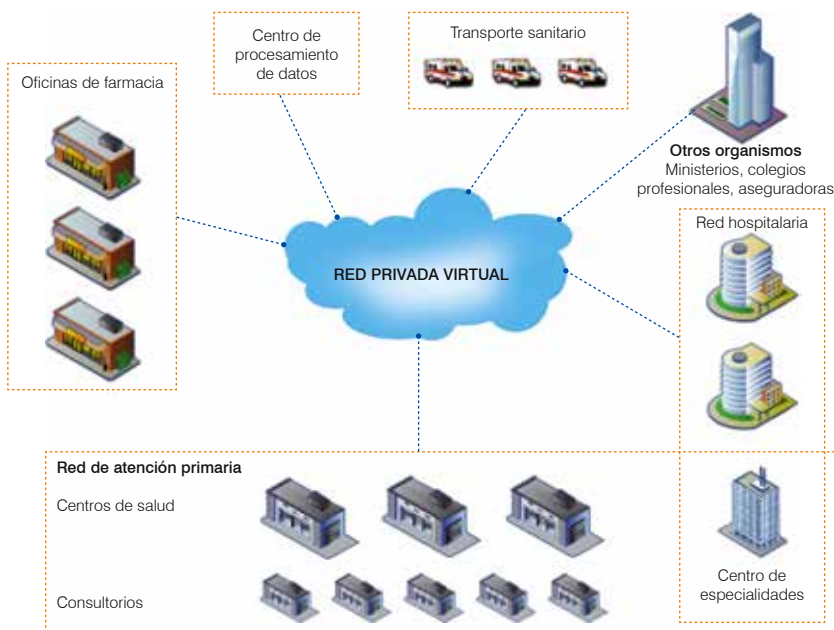 Oficinas de farmacia
Centro de
procesamiento
de datos
Transporte sanitario
Otros organismos
Ministerios, colegios
profesionales, aseguradoras
Red hospitalaria
RED PRIVADA VIRTUAL
Red de atención primaria
Centros de salud
Consultorios
Centro de
especialidades